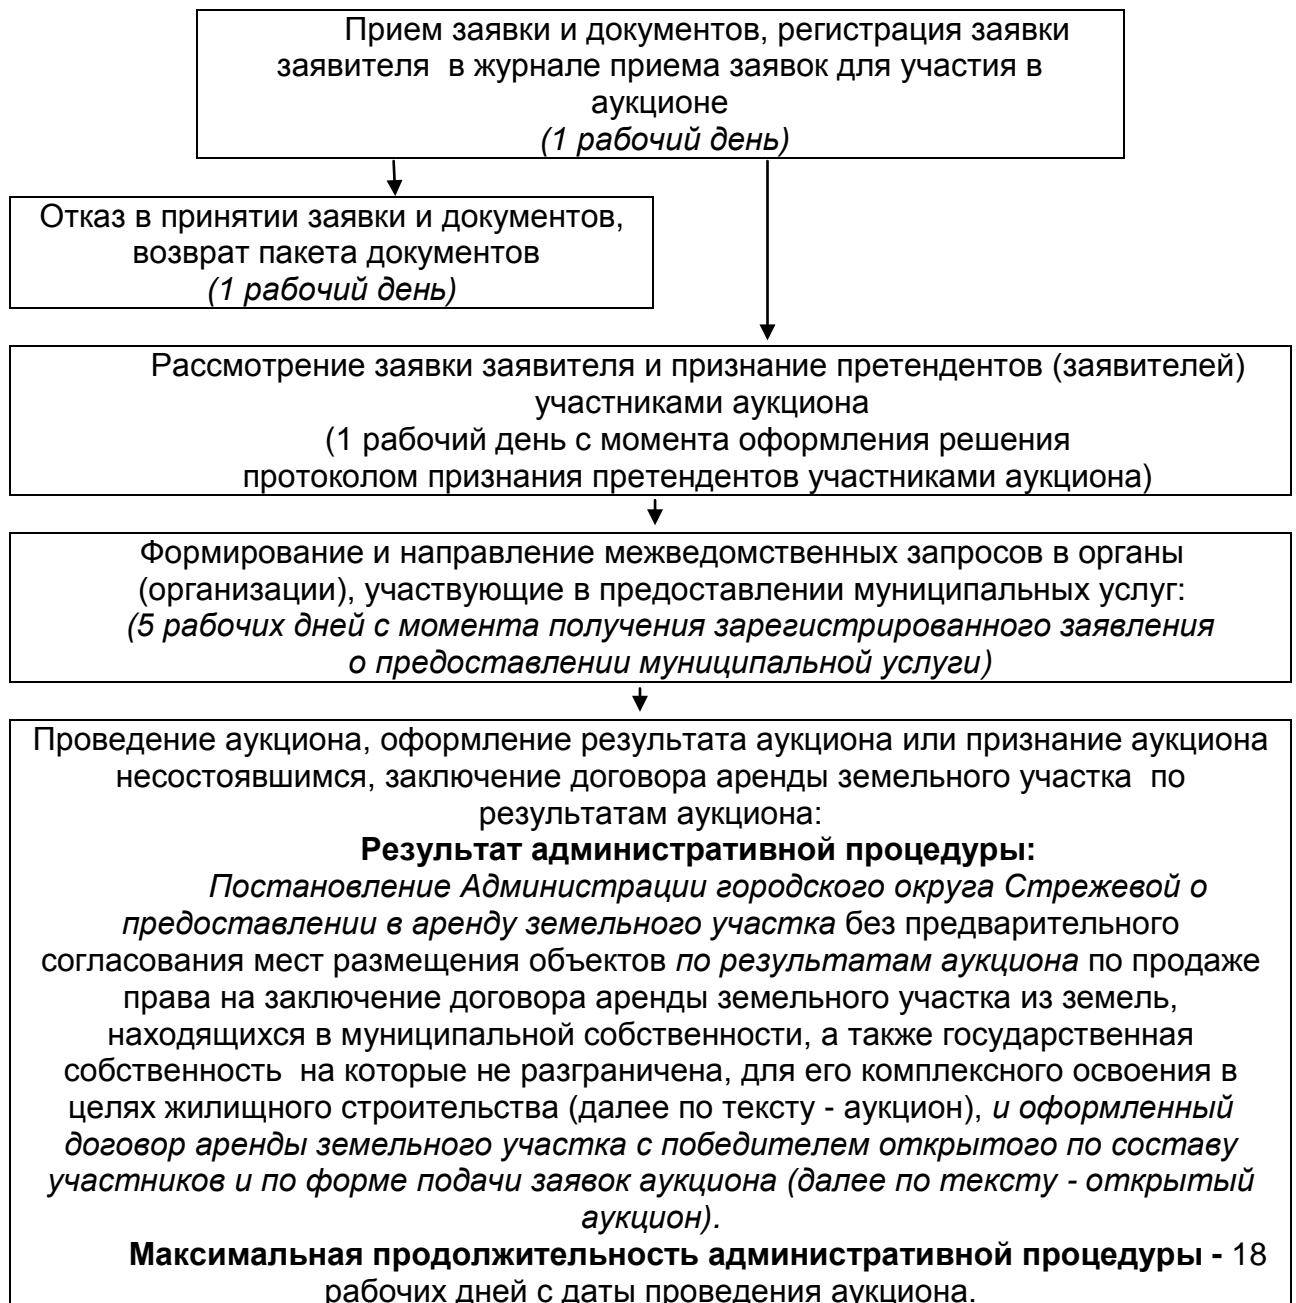 Прием заявки и документов, регистрация заявки
заявителя в журнале приема заявок для участия в
аукционе
(1 рабочий день)
Отказ в принятии заявки и документов,
возврат пакета документов
(1 рабочий день)
Рассмотрение заявки заявителя и признание претендентов (заявителей)
участниками аукциона
(1 рабочий день с момента оформления решения
протоколом признания претендентов участниками аукциона)
Формирование и направление межведомственных запросов в органы
(организации), участвующие в предоставлении муниципальных услуг:
(5 рабочих дней с момента получения зарегистрированного заявления
о предоставлении муниципальной услуги)
Проведение аукциона, оформление результата аукциона или признание аукциона
несостоявшимся, заключение договора аренды земельного участка по
результатам аукциона:
Результат административной процедуры:
Постановление Администрации городского округа Стрежевой о
предоставлении в аренду земельного участка без предварительного
согласования мест размещения объектов по результатам аукциона по продаже
права на заключение договора аренды земельного участка из земель,
находящихся в муниципальной собственности, а также государственная
собственность на которые не разграничена, для его комплексного освоения в
целях жилищного строительства (далее по тексту - аукцион), и оформленный
договор аренды земельного участка с победителем открытого по составу
участников и по форме подачи заявок аукциона (далее по тексту - открытый
аукцион).
Максимальная продолжительность административной процедуры - 18
рабочих дней с даты проведения аукциона.